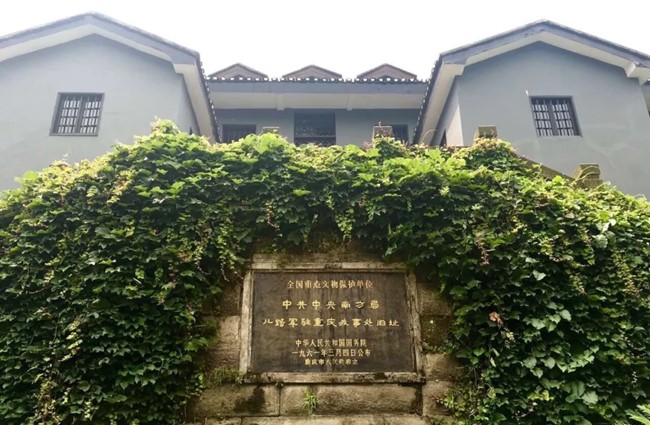 全国重点文物保护单位
中共中央南方局
八路军驻重庆办事处旧址
中华人民共和国国务院
一九六一年三月四日公布
重庆市人民政府立